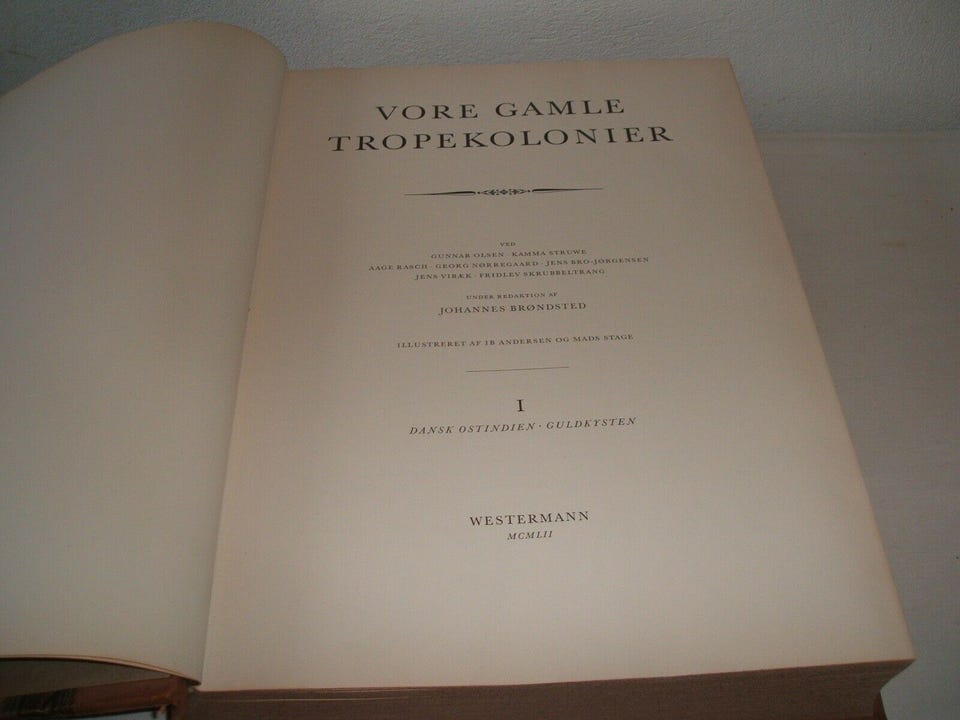 VORE GAMLE
TROPEKOLONIER
VED
GUNNAR OLSEN · KAMMA STRUWE
AAGE RASCH · GEORG NØRREGAARD · JENS BRO-JØRGENSEN
JENS VIBÆK · FRIDLEV SKRUBBELTRANG
UNDER REDAKTION AF
JOHANNES BRØNDSTED
ILLUSTRERET AF IB ANDERSEN OG MADS STAGE
I
DANSK OSTINDIEN · GULDKYSTEN
WESTERMANN
MCMLII